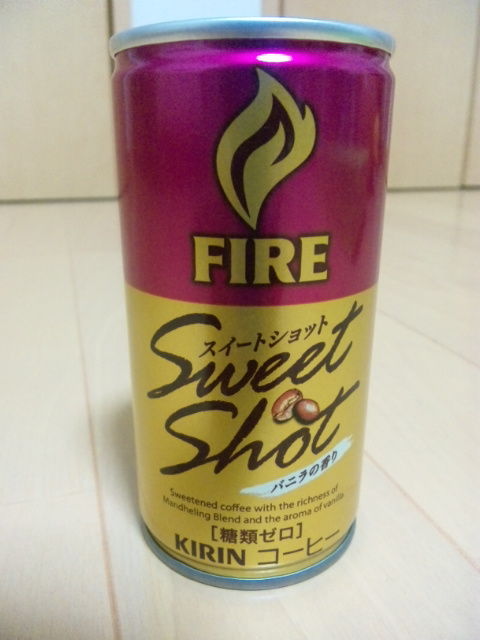 FIRE
スイートショット
Sweet
Shot
バニラの香り
Sweetened coffee with the richness of
Mandheling Blend and the aroma of vanilla.
[糖類ゼロ]
KIRIN コーヒー